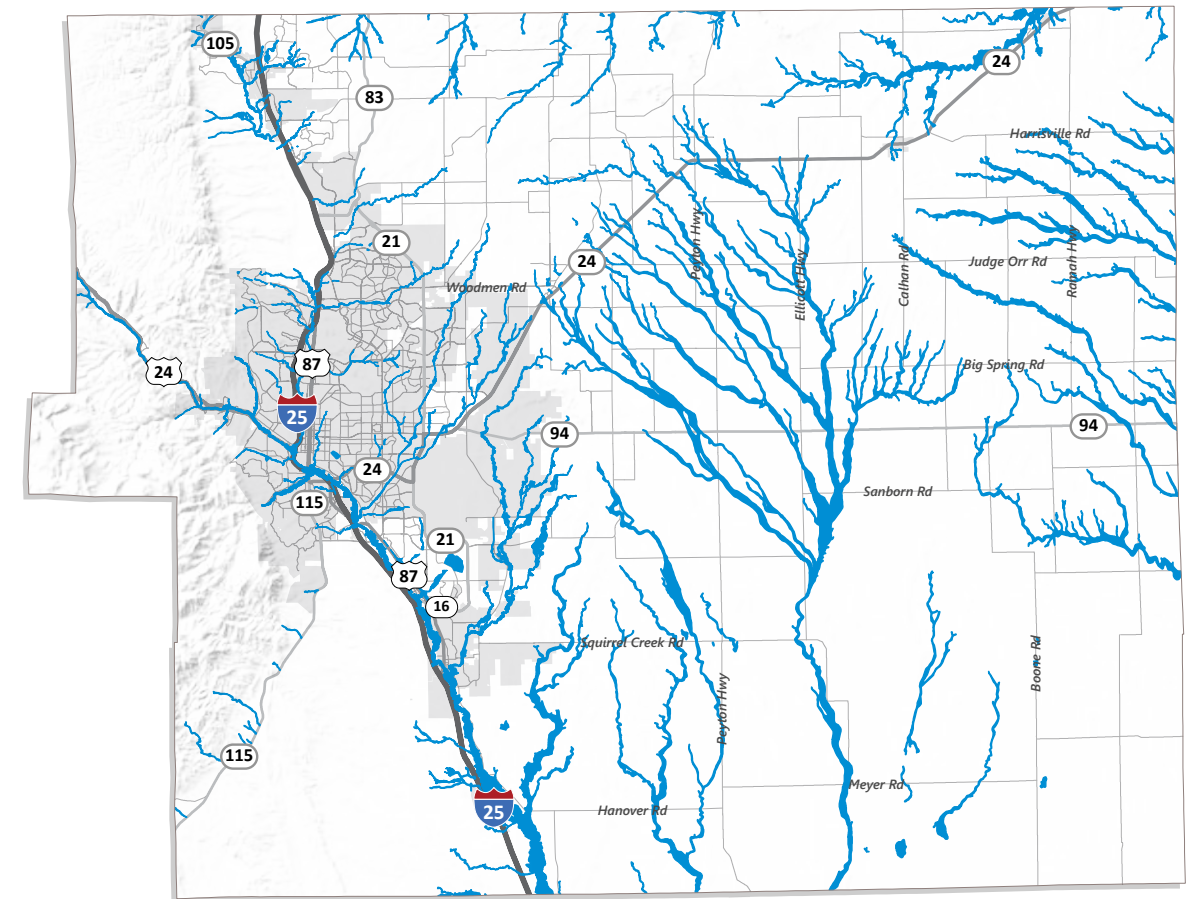 105
24
83
Harrisville Rd
21
Peyton Hwy
Ramah Hwy
24
Judge Orr Rd
Calhan Rd
Ellicott Hwy
Woodmen Rd
87
Big Spring Rd
24
25
94
94
24
Sanborn Rd
115
21
87
16
Squirrel Creek Rd
Boone Rd
Peyton Hwy
115
Meyer Rd
25
Hanover Rd